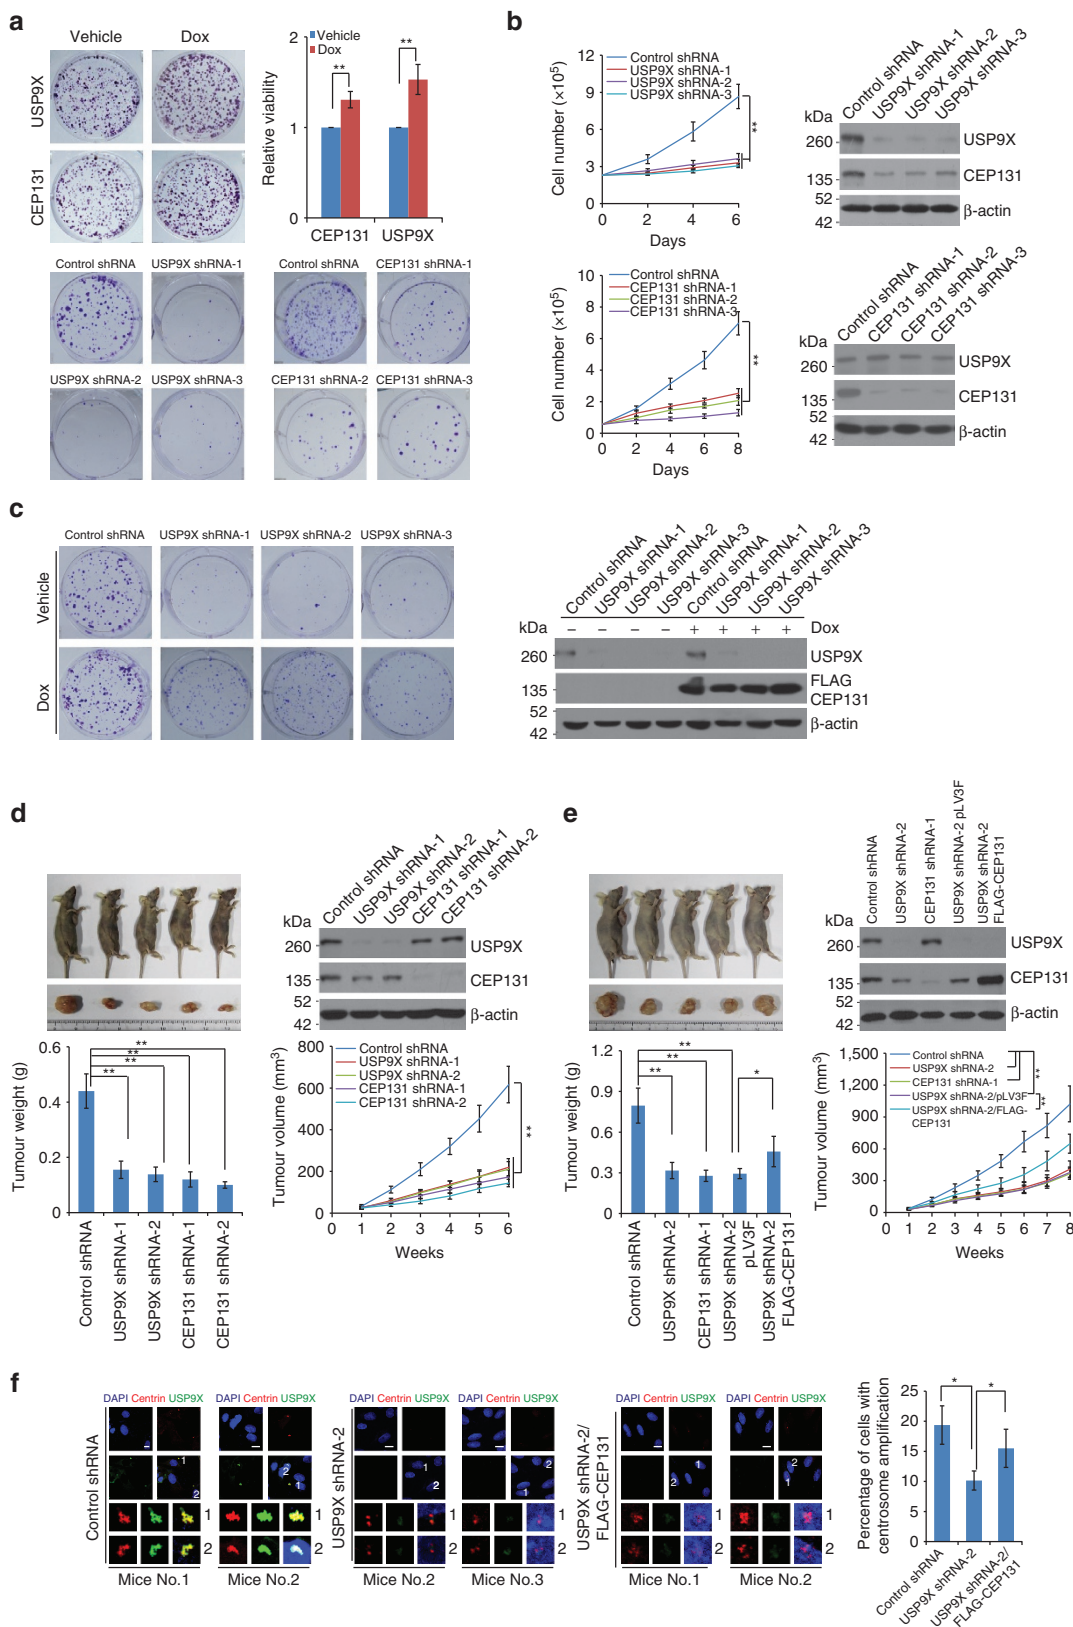 a
Vehicle
Dox
USP9X
CEP131
Relative viability
2
1
0
Vehicle
Dox
**
**
CEP131
USP9X
Control shRNA
USP9X shRNA-1
Control shRNA
CEP131 shRNA-1
USP9X shRNA-2
USP9X shRNA-3
CEP131 shRNA-2
CEP131 shRNA-3
b
Cell number (×10⁵)
12
9
6
3
0
Control shRNA
USP9X shRNA-1
USP9X shRNA-2
USP9X shRNA-3
**
0
2
4
6
Days
Control shRNA
USP9X shRNA-1
USP9X shRNA-2
USP9X shRNA-3
kDa
260
135
52
42
USP9X
CEP131
β-actin
Cell number (×10⁵)
10
8
6
4
2
0
Control shRNA
CEP131 shRNA-1
CEP131 shRNA-2
CEP131 shRNA-3
**
0
2
4
6
8
Days
Control shRNA
CEP131 shRNA-1
CEP131 shRNA-2
CEP131 shRNA-3
kDa
260
135
52
42
USP9X
CEP131
β-actin
c
Control shRNA
USP9X shRNA-1
USP9X shRNA-2
USP9X shRNA-3
Vehicle
Dox
Control shRNA
USP9X shRNA-1
USP9X shRNA-2
USP9X shRNA-3
Control shRNA
USP9X shRNA-1
USP9X shRNA-2
USP9X shRNA-3
kDa
− − − − + + + + Dox
260
135
52
42
USP9X
FLAG
CEP131
β-actin
d
Control shRNA
USP9X shRNA-1
USP9X shRNA-2
CEP131 shRNA-1
CEP131 shRNA-2
kDa
260
135
52
42
USP9X
CEP131
β-actin
Tumour weight (g)
0.6
0.4
0.2
0
**
**
**
**
Control shRNA
USP9X shRNA-1
USP9X shRNA-2
CEP131 shRNA-1
CEP131 shRNA-2
Tumour volume (mm³)
800
600
400
200
0
Control shRNA
USP9X shRNA-1
USP9X shRNA-2
CEP131 shRNA-1
CEP131 shRNA-2
**
0
1
2
3
4
5
6
Weeks
e
Control shRNA
USP9X shRNA-2
CEP131 shRNA-1
USP9X shRNA-2 pLV3F
USP9X shRNA-2
FLAG-CEP131
kDa
260
135
52
42
USP9X
CEP131
β-actin
Tumour weight (g)
1.2
0.9
0.6
0.3
0
**
**
**
*
Control shRNA
USP9X shRNA-2
CEP131 shRNA-1
USP9X shRNA-2
pLV3F
USP9X shRNA-2
FLAG-CEP131
Tumour volume (mm³)
1,500
1,200
900
600
300
0
Control shRNA
USP9X shRNA-2
CEP131 shRNA-1
USP9X shRNA-2/pLV3F
USP9X shRNA-2/FLAG-
CEP131
**
**
0
1
2
3
4
5
6
7
8
Weeks
f
Control shRNA
DAPI Centrin USP9X
DAPI Centrin USP9X
1
2
2
1
1
2
Mice No.1
Mice No.2
USP9X shRNA-2
DAPI Centrin USP9X
DAPI Centrin USP9X
1
2
2
1
1
2
Mice No.2
Mice No.3
USP9X shRNA-2/
FLAG-CEP131
DAPI Centrin USP9X
DAPI Centrin USP9X
1
2
2
1
1
2
Mice No.1
Mice No.2
Percentage of cells with
centrosome amplification
25
20
15
10
5
0
*
*
Control shRNA
USP9X shRNA-2
USP9X shRNA-2/
FLAG-CEP131